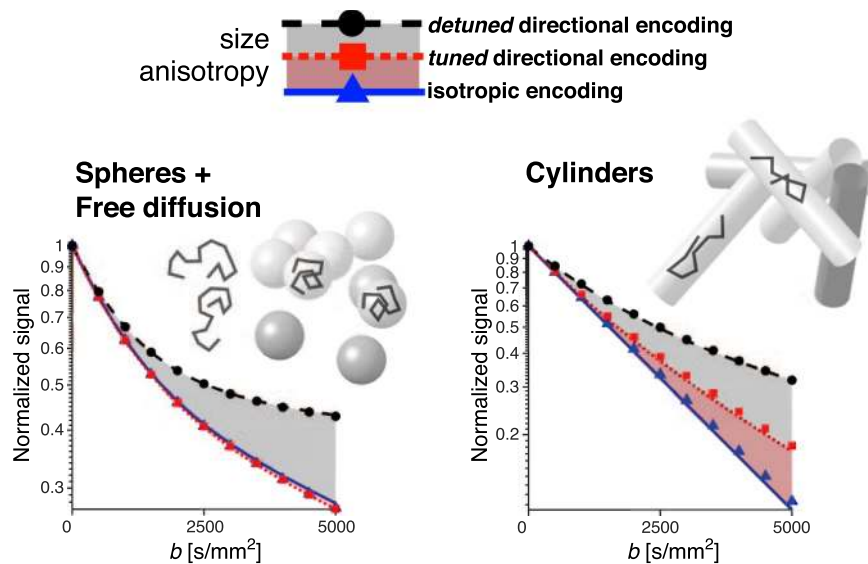 size
anisotropy
detuned directional encoding
tuned directional encoding
isotropic encoding
Spheres +
Free diffusion
Normalized signal
1
0.9
0.8
0.7
0.6
0.5
0.4
0.3
0
2500
5000
b [s/mm²]
Cylinders
Normalized signal
1
0.9
0.8
0.7
0.6
0.5
0.4
0.3
0.2
0
2500
5000
b [s/mm²]